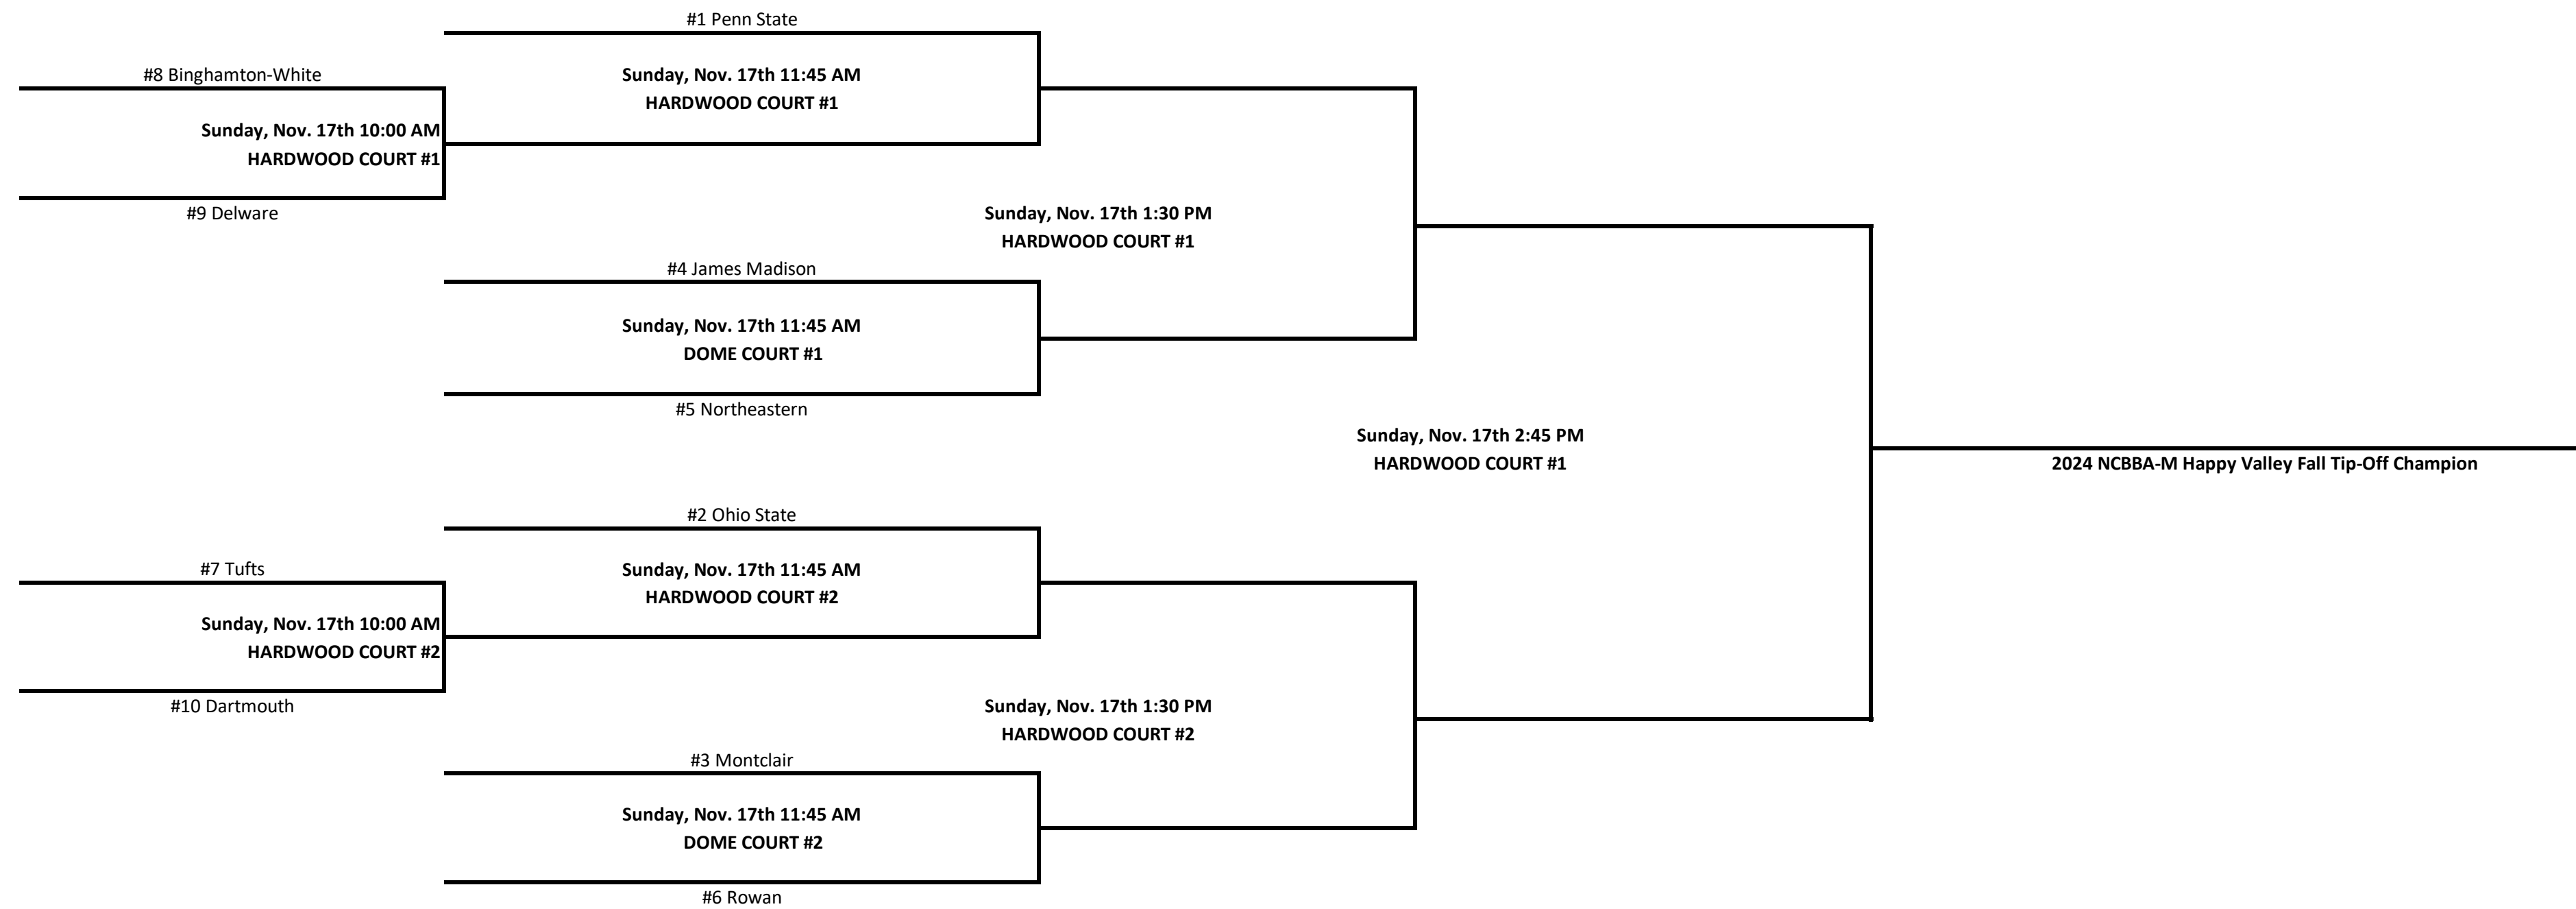 #1 Penn State
#8 Binghamton-White
Sunday, Nov. 17th 11:45 AM
HARDWOOD COURT #1
Sunday, Nov. 17th 10:00 AM
HARDWOOD COURT #1
#9 Delware
Sunday, Nov. 17th 1:30 PM
HARDWOOD COURT #1
#4 James Madison
Sunday, Nov. 17th 11:45 AM
DOME COURT #1
#5 Northeastern
Sunday, Nov. 17th 2:45 PM
HARDWOOD COURT #1
2024 NCBBA-M Happy Valley Fall Tip-Off Champion
#2 Ohio State
#7 Tufts
Sunday, Nov. 17th 11:45 AM
HARDWOOD COURT #2
Sunday, Nov. 17th 10:00 AM
HARDWOOD COURT #2
#10 Dartmouth
Sunday, Nov. 17th 1:30 PM
HARDWOOD COURT #2
#3 Montclair
Sunday, Nov. 17th 11:45 AM
DOME COURT #2
#6 Rowan